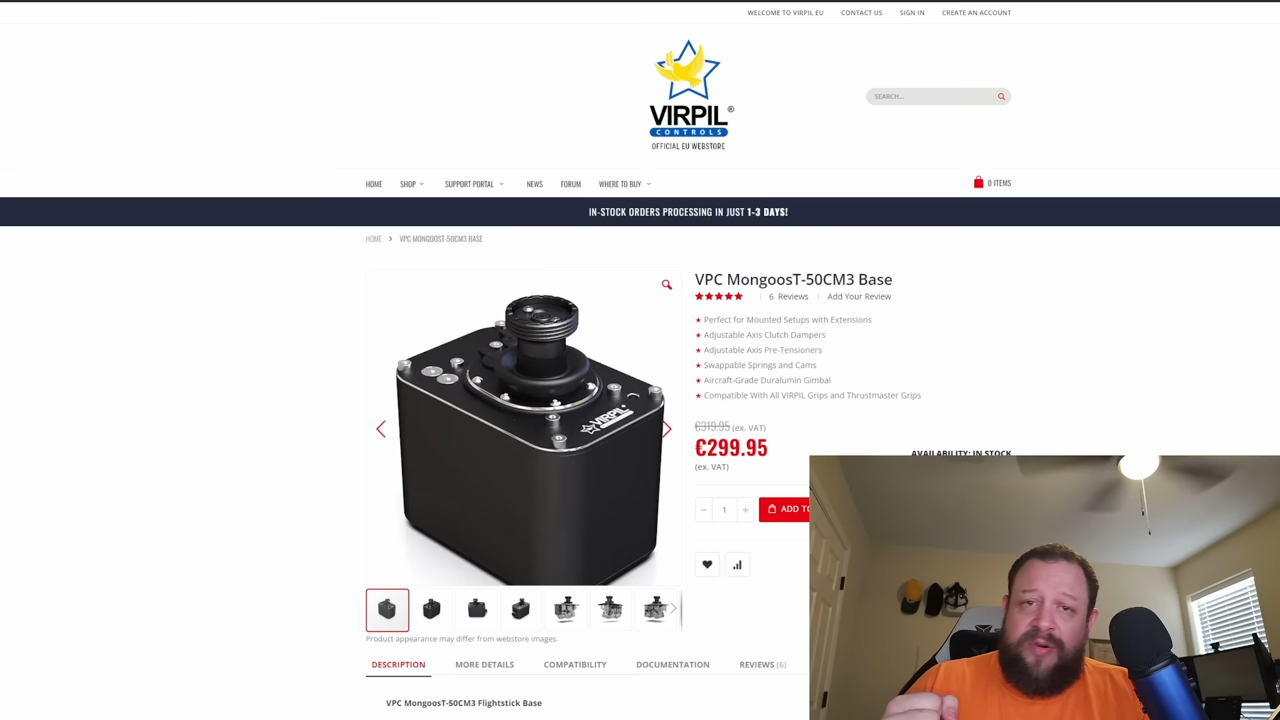 WELCOME TO VIRPIL EU CONTACT US SIGN IN CREATE AN ACCOUNT
VIRPIL®
CONTROLS
OFFICIAL EU WEBSTORE
SEARCH...
HOME SHOP SUPPORT PORTAL NEWS FORUM WHERE TO BUY 0 ITEMS
IN-STOCK ORDERS PROCESSING IN JUST 1-3 DAYS!
HOME > VPC MONGOOST-50CM3 BASE
VPC MongoosT-50CM3 Base
6 Reviews | Add Your Review
Perfect for Mounted Setups with Extensions
Adjustable Axis Clutch Dampers
Adjustable Axis Pre-Tensioners
Swappable Springs and Cams
Aircraft-Grade Duralumin Gimbal
Compatible With All VIRPIL Grips and Thrustmaster Grips
€319.95 (ex. VAT)
€299.95
(ex. VAT)
AVAILABILITY: IN STOCK
1
ADD TO
VIRPIL
Product appearance may differ from webstore images.
DESCRIPTION MORE DETAILS COMPATIBILITY DOCUMENTATION REVIEWS (6)
VPC MongoosT-50CM3 Flightstick Base